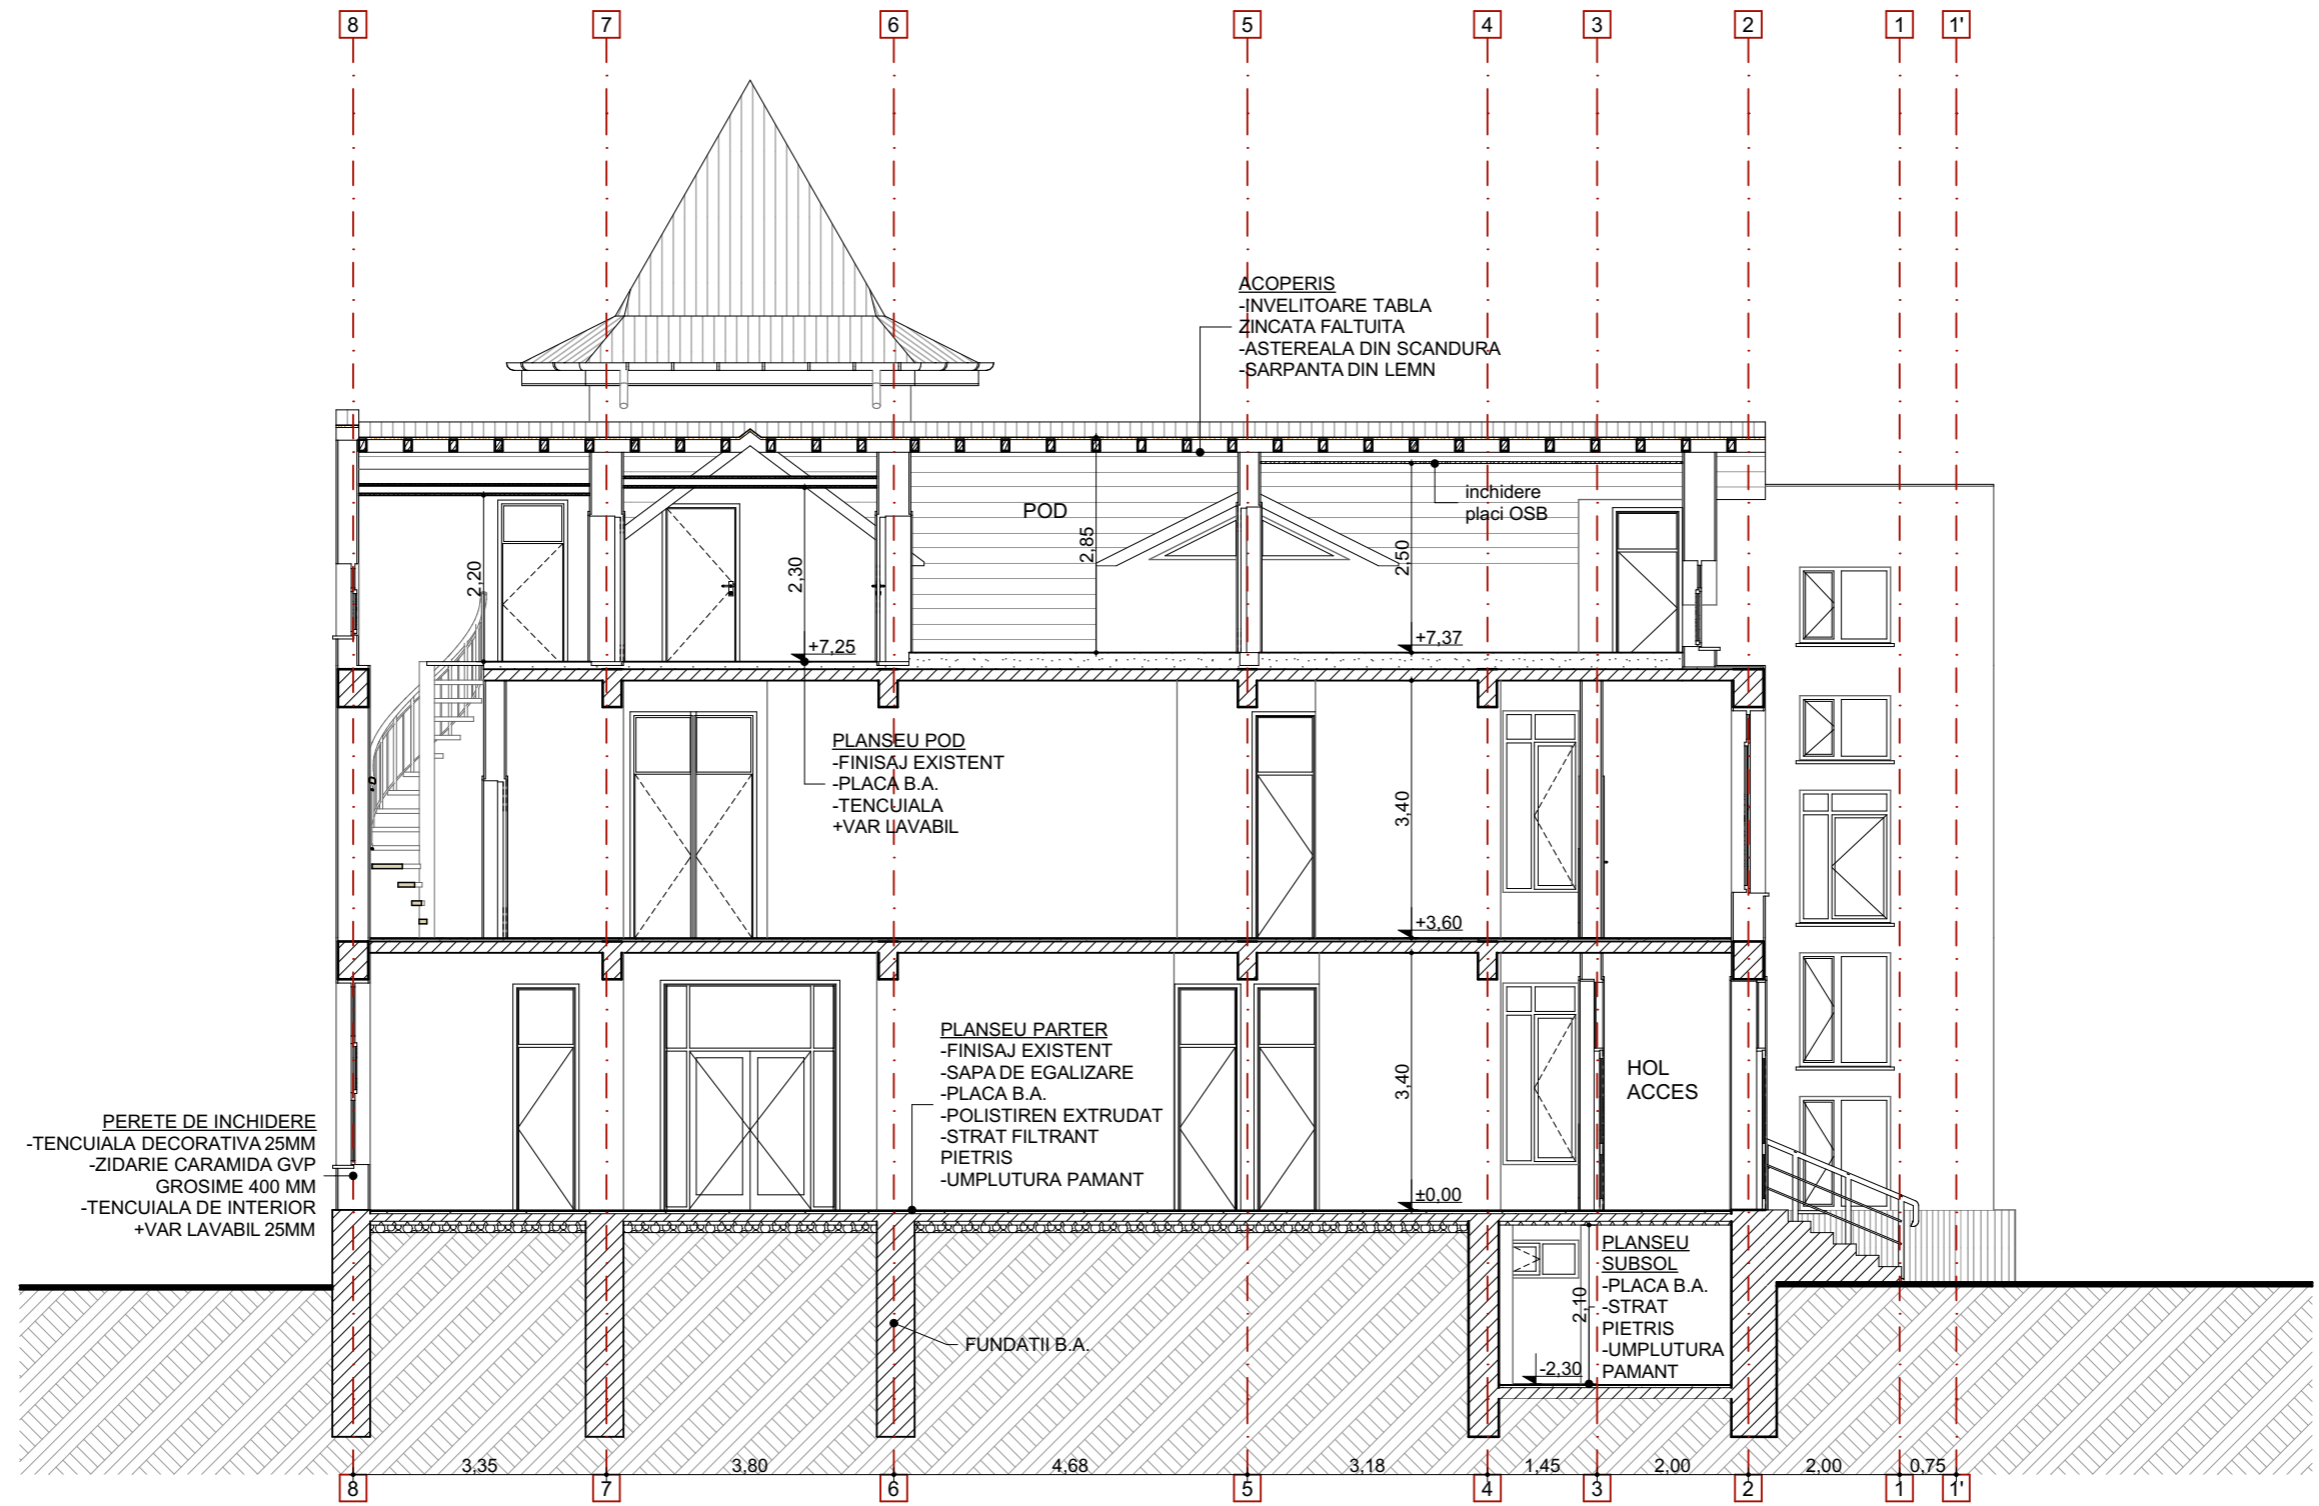 8 7 6 5 4 3 2 1 1'
ACOPERIS
-INVELITOARE TABLA
ZINCATA FALTUITA
-ASTEREALA DIN SCANDURA
-SARPANTA DIN LEMN
inchidere
placi OSB
POD
2,20
2,30
2,85
2,50
+7,25
+7,37
PLANSEU POD
-FINISAJ EXISTENT
-PLACA B.A.
-TENCUIALA
+VAR LAVABIL
3,40
+3,60
PLANSEU PARTER
-FINISAJ EXISTENT
-SAPA DE EGALIZARE
-PLACA B.A.
-POLISTIREN EXTRUDAT
-STRAT FILTRANT
PIETRIS
-UMPLUTURA PAMANT
3,40
HOL
ACCES
PERETE DE INCHIDERE
-TENCUIALA DECORATIVA 25MM
-ZIDARIE CARAMIDA GVP
GROSIME 400 MM
-TENCUIALA DE INTERIOR
+VAR LAVABIL 25MM
±0,00
PLANSEU
SUBSOL
-PLACA B.A.
-STRAT
PIETRIS
-UMPLUTURA
PAMANT
2,10
-2,30
FUNDATII B.A.
3,35 3,80 4,68 3,18 1,45 2,00 2,00 0,75
8 7 6 5 4 3 2 1 1'